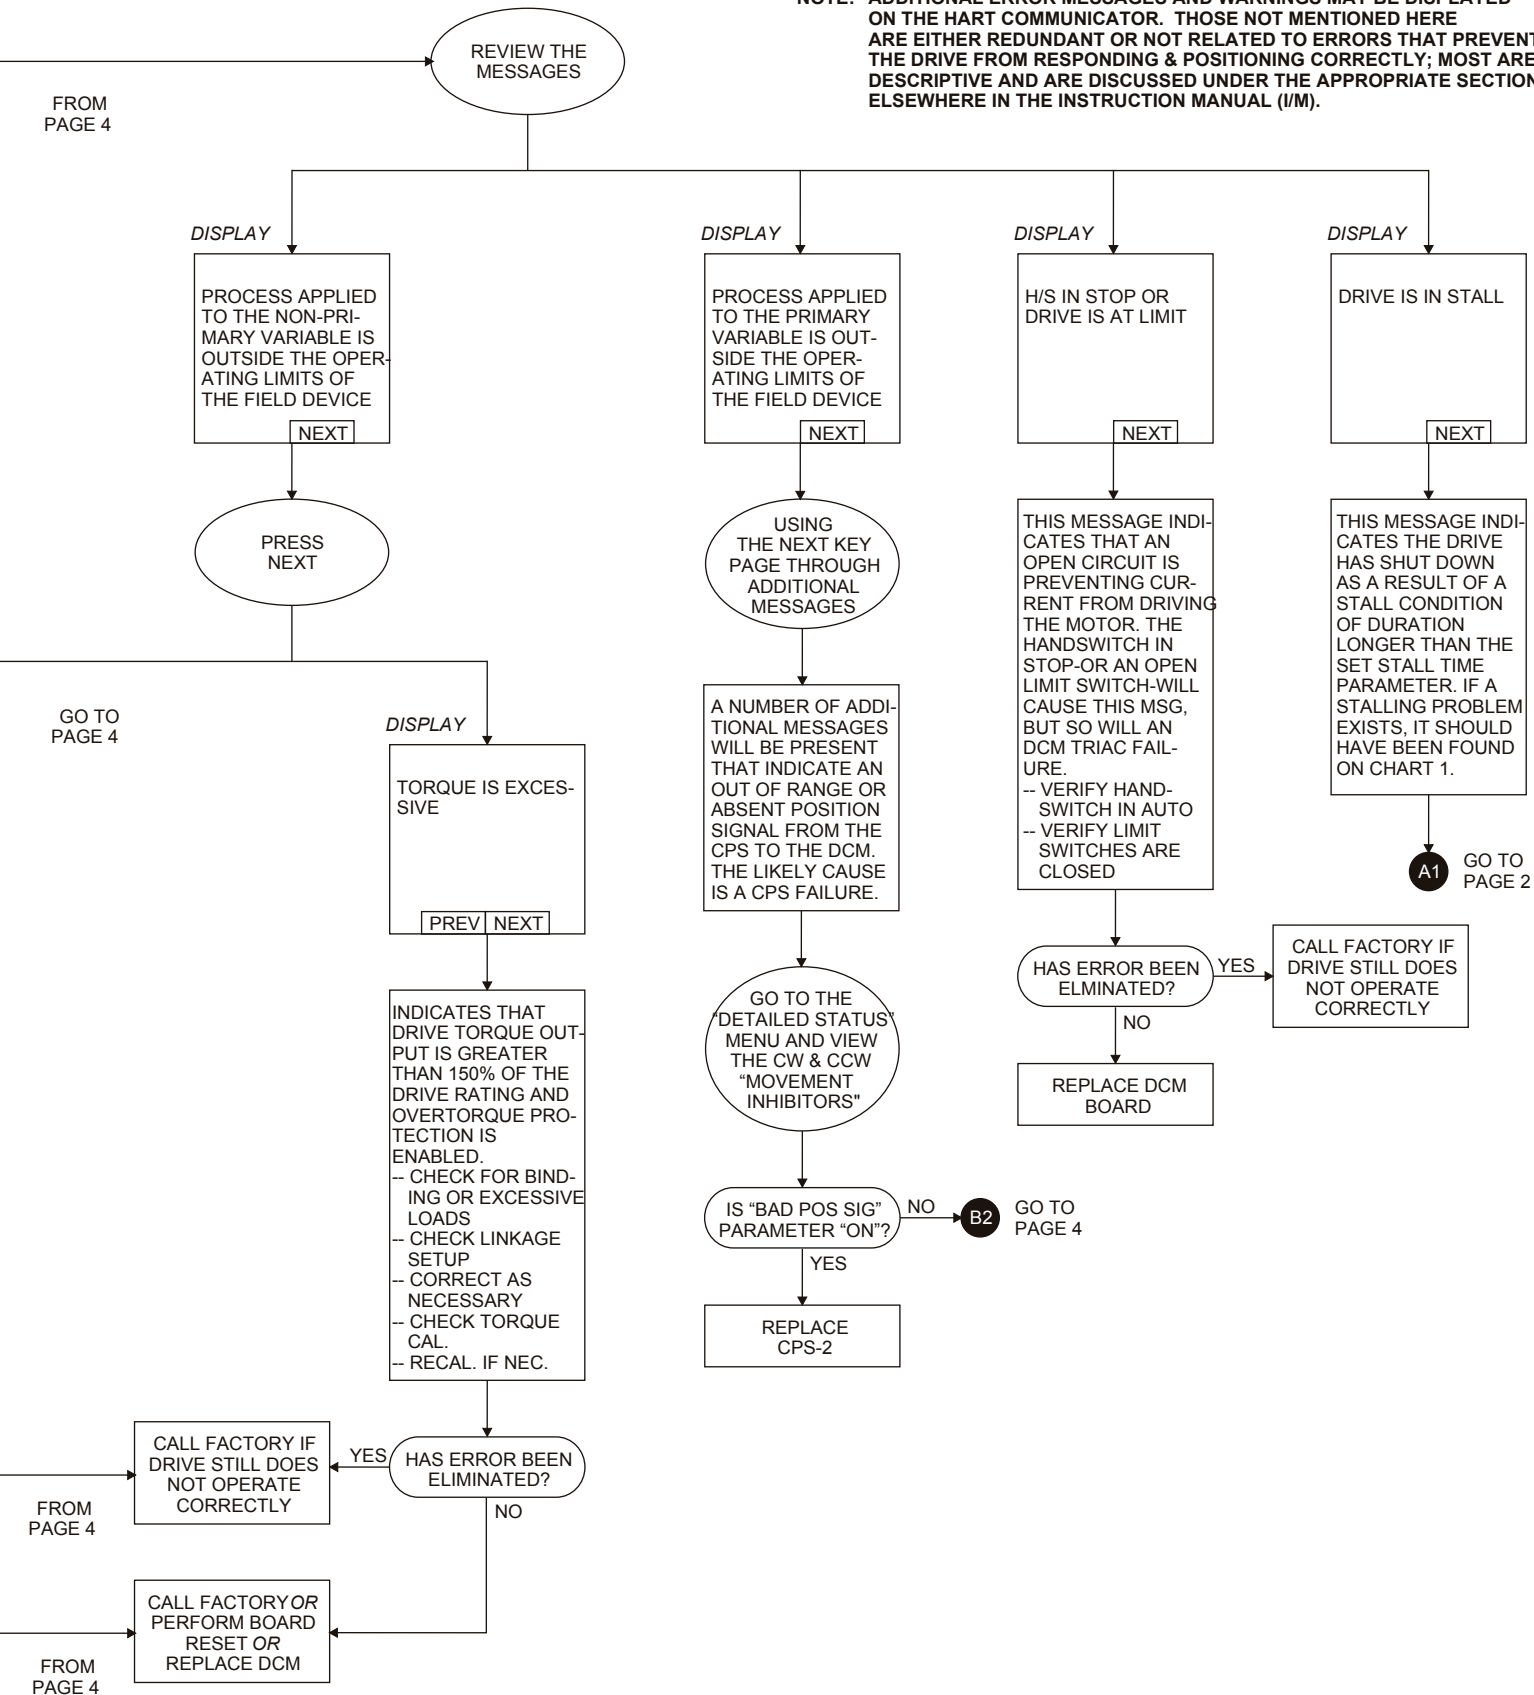 NOTE: ADDITIONAL ERROR MESSAGES AND WARNINGS MAY BE DISPLAYED
ON THE HART COMMUNICATOR. THOSE NOT MENTIONED HERE
ARE EITHER REDUNDANT OR NOT RELATED TO ERRORS THAT PREVENT
THE DRIVE FROM RESPONDING & POSITIONING CORRECTLY; MOST ARE
DESCRIPTIVE AND ARE DISCUSSED UNDER THE APPROPRIATE SECTION
ELSEWHERE IN THE INSTRUCTION MANUAL (I/M).
REVIEW THE
MESSAGES
FROM
PAGE 4
DISPLAY
PROCESS APPLIED
TO THE NON-PRI-
MARY VARIABLE IS
OUTSIDE THE OPER-
ATING LIMITS OF
THE FIELD DEVICE
NEXT
PRESS
NEXT
GO TO
PAGE 4
DISPLAY
TORQUE IS EXCES-
SIVE
PREV NEXT
INDICATES THAT
DRIVE TORQUE OUT-
PUT IS GREATER
THAN 150% OF THE
DRIVE RATING AND
OVERTORQUE PRO-
TECTION IS
ENABLED.
-- CHECK FOR BIND-
ING OR EXCESSIVE
LOADS
-- CHECK LINKAGE
SETUP
-- CORRECT AS
NECESSARY
-- CHECK TORQUE
CAL.
-- RECAL. IF NEC.
HAS ERROR BEEN
ELIMINATED?
YES
NO
CALL FACTORY IF
DRIVE STILL DOES
NOT OPERATE
CORRECTLY
FROM
PAGE 4
CALL FACTORY OR
PERFORM BOARD
RESET OR
REPLACE DCM
FROM
PAGE 4
DISPLAY
PROCESS APPLIED
TO THE PRIMARY
VARIABLE IS OUT-
SIDE THE OPER-
ATING LIMITS OF
THE FIELD DEVICE
NEXT
USING
THE NEXT KEY
PAGE THROUGH
ADDITIONAL
MESSAGES
A NUMBER OF ADDI-
TIONAL MESSAGES
WILL BE PRESENT
THAT INDICATE AN
OUT OF RANGE OR
ABSENT POSITION
SIGNAL FROM THE
CPS TO THE DCM.
THE LIKELY CAUSE
IS A CPS FAILURE.
GO TO THE
“DETAILED STATUS”
MENU AND VIEW
THE CW & CCW
“MOVEMENT
INHIBITORS"
IS “BAD POS SIG”
PARAMETER “ON”?
NO
B2
GO TO
PAGE 4
YES
REPLACE
CPS-2
DISPLAY
H/S IN STOP OR
DRIVE IS AT LIMIT
NEXT
THIS MESSAGE INDI-
CATES THAT AN
OPEN CIRCUIT IS
PREVENTING CUR-
RENT FROM DRIVING
THE MOTOR. THE
HANDSWITCH IN
STOP-OR AN OPEN
LIMIT SWITCH-WILL
CAUSE THIS MSG,
BUT SO WILL AN
DCM TRIAC FAIL-
URE.
-- VERIFY HAND-
SWITCH IN AUTO
-- VERIFY LIMIT
SWITCHES ARE
CLOSED
HAS ERROR BEEN
ELMINATED?
YES
CALL FACTORY IF
DRIVE STILL DOES
NOT OPERATE
CORRECTLY
NO
REPLACE DCM
BOARD
DISPLAY
DRIVE IS IN STALL
NEXT
THIS MESSAGE INDI-
CATES THE DRIVE
HAS SHUT DOWN
AS A RESULT OF A
STALL CONDITION
OF DURATION
LONGER THAN THE
SET STALL TIME
PARAMETER. IF A
STALLING PROBLEM
EXISTS, IT SHOULD
HAVE BEEN FOUND
ON CHART 1.
A1
GO TO
PAGE 2